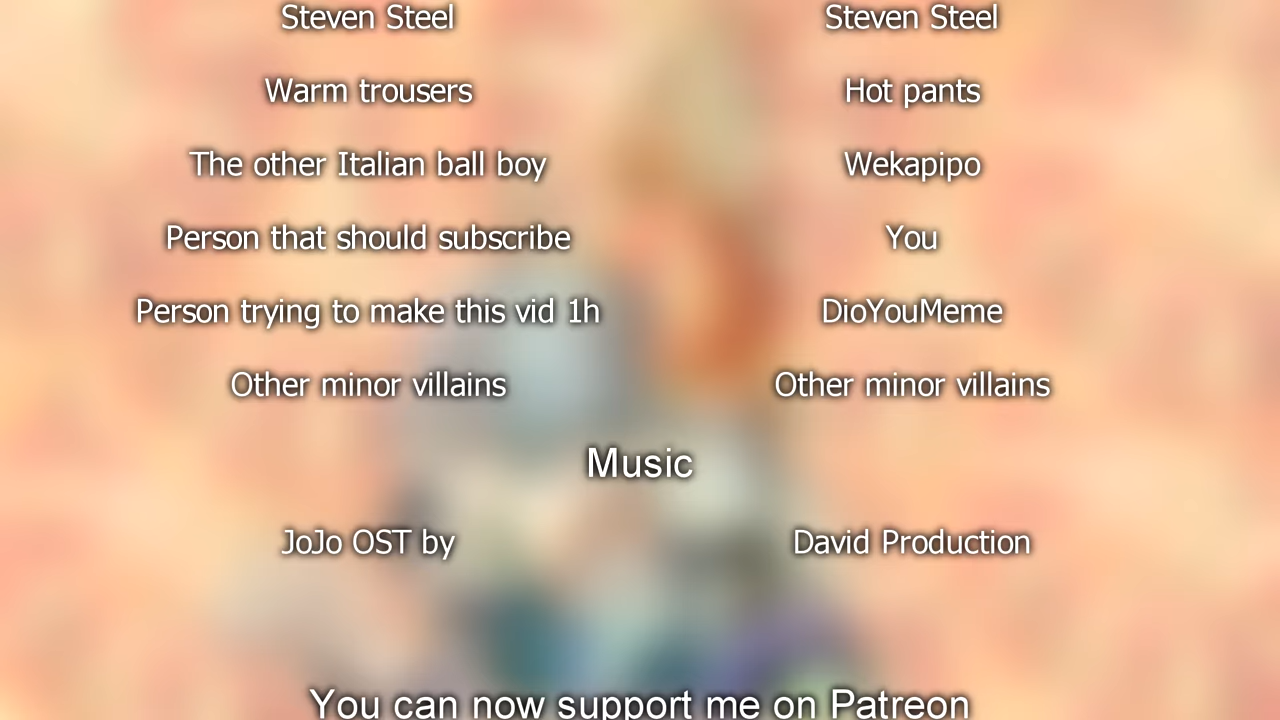 Steven Steel Steven Steel
Warm trousers Hot pants
The other Italian ball boy Wekapipo
Person that should subscribe You
Person trying to make this vid 1h DioYouMeme
Other minor villains Other minor villains
Music
JoJo OST by David Production
You can now support me on Patreon